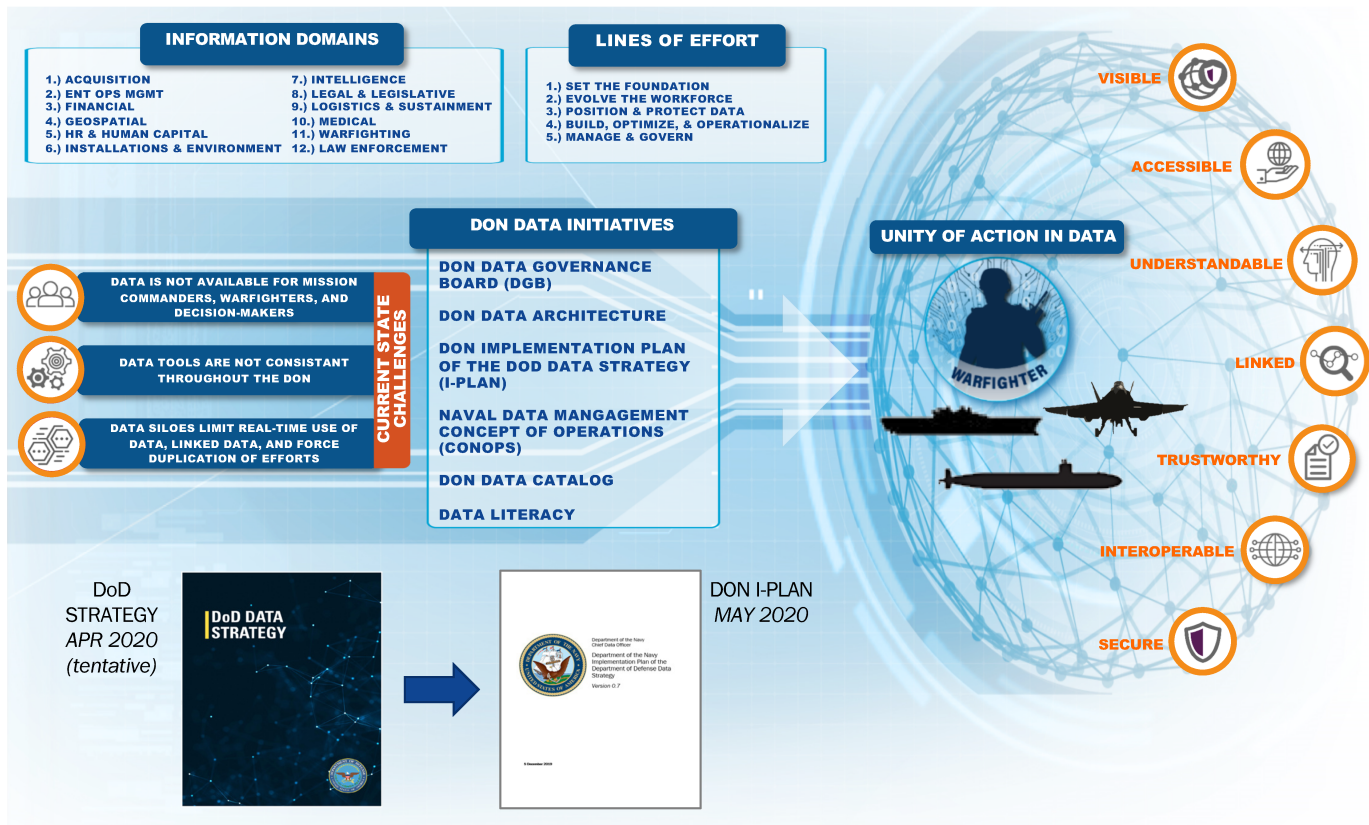 INFORMATION DOMAINS
1.) ACQUISITION
2.) ENT OPS MGMT
3.) FINANCIAL
4.) GEOSPATIAL
5.) HR & HUMAN CAPITAL
6.) INSTALLATIONS & ENVIRONMENT
7.) INTELLIGENCE
8.) LEGAL & LEGISLATIVE
9.) LOGISTICS & SUSTAINMENT
10.) MEDICAL
11.) WARFIGHTING
12.) LAW ENFORCEMENT
LINES OF EFFORT
1.) SET THE FOUNDATION
2.) EVOLVE THE WORKFORCE
3.) POSITION & PROTECT DATA
4.) BUILD, OPTIMIZE, & OPERATIONALIZE
5.) MANAGE & GOVERN
DATA IS NOT AVAILABLE FOR MISSION
COMMANDERS, WARFIGHTERS, AND
DECISION-MAKERS
DATA TOOLS ARE NOT CONSISTANT
THROUGHOUT THE DON
DATA SILOES LIMIT REAL-TIME USE OF
DATA, LINKED DATA, AND FORCE
DUPLICATION OF EFFORTS
CURRENT STATE
CHALLENGES
DON DATA INITIATIVES
DON DATA GOVERNANCE
BOARD (DGB)
DON DATA ARCHITECTURE
DON IMPLEMENTATION PLAN
OF THE DOD DATA STRATEGY
(I-PLAN)
NAVAL DATA MANGAGEMENT
CONCEPT OF OPERATIONS
(CONOPS)
DON DATA CATALOG
DATA LITERACY
"
UNITY OF ACTION IN DATA
WARFIGHTER
VISIBLE
ACCESSIBLE
UNDERSTANDABLE
LINKED
TRUSTWORTHY
INTEROPERABLE
SECURE
DoD
STRATEGY
APR 2020
(tentative)
DoD DATA
STRATEGY
DEPARTMENT OF THE NAVY
UNITED STATES OF AMERICA
Department of the Navy
Chief Data Officer
Department of the Navy
Implementation Plan of the
Department of Defense Data
Strategy
Version 0.7
DON I-PLAN
MAY 2020